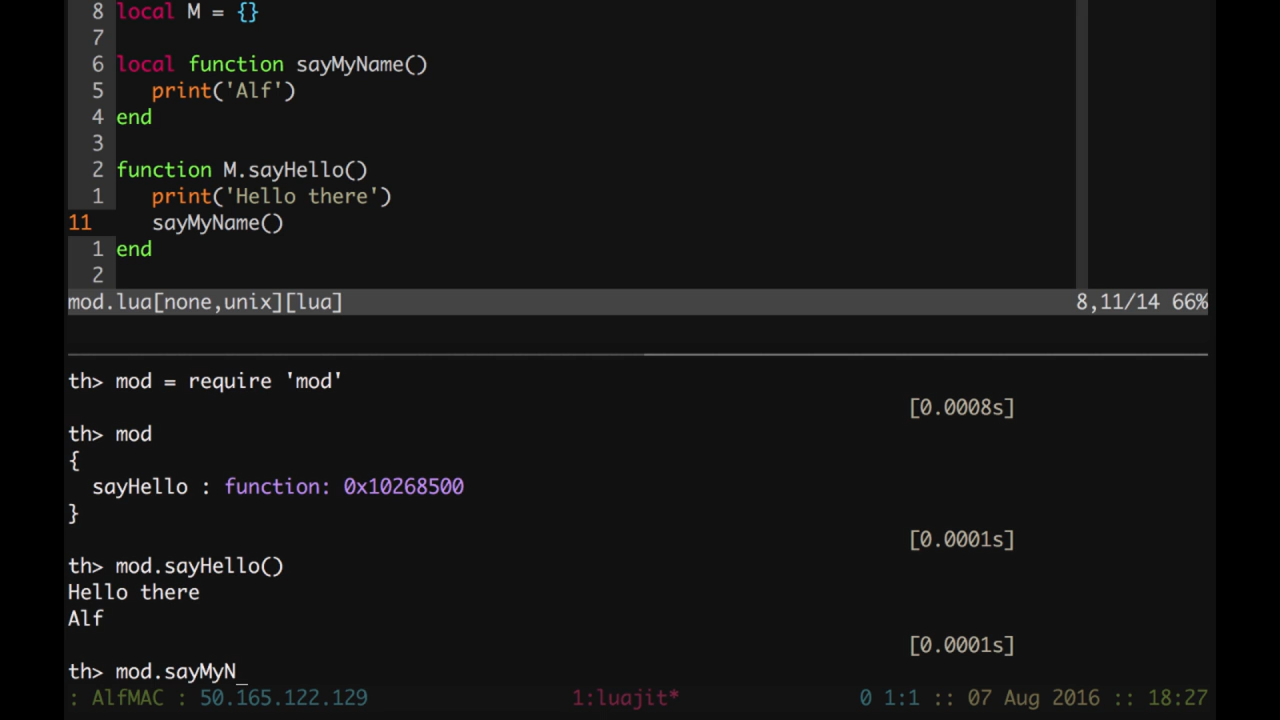 8 local M = {}
7
6 local function sayMyName()
5    print('Alf')
4 end
3
2 function M.sayHello()
1    print('Hello there')
11    sayMyName()
1 end
2
mod.lua[none,unix][lua] 8,11/14 66%
th> mod = require 'mod'
[0.0008s]
th> mod
{
  sayHello : function: 0x10268500
}
[0.0001s]
th> mod.sayHello()
Hello there
Alf
[0.0001s]
th> mod.sayMyN_
: AlfMAC : 50.165.122.129 1:luajit* 0 1:1 :: 07 Aug 2016 :: 18:27